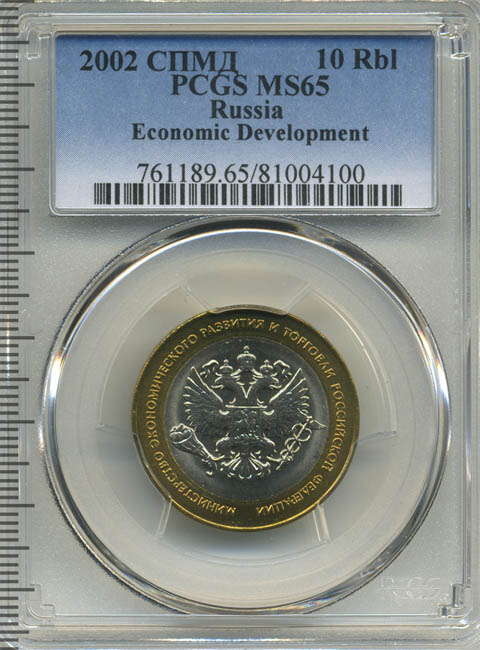 2002 СПМД 10 Rbl
PCGS MS65
Russia
Economic Development
761189.65/81004100
МИНИСТЕРСТВО ЭКОНОМИЧЕСКОГО РАЗВИТИЯ И ТОРГОВЛИ РОССИЙСКОЙ ФЕДЕРАЦИИ